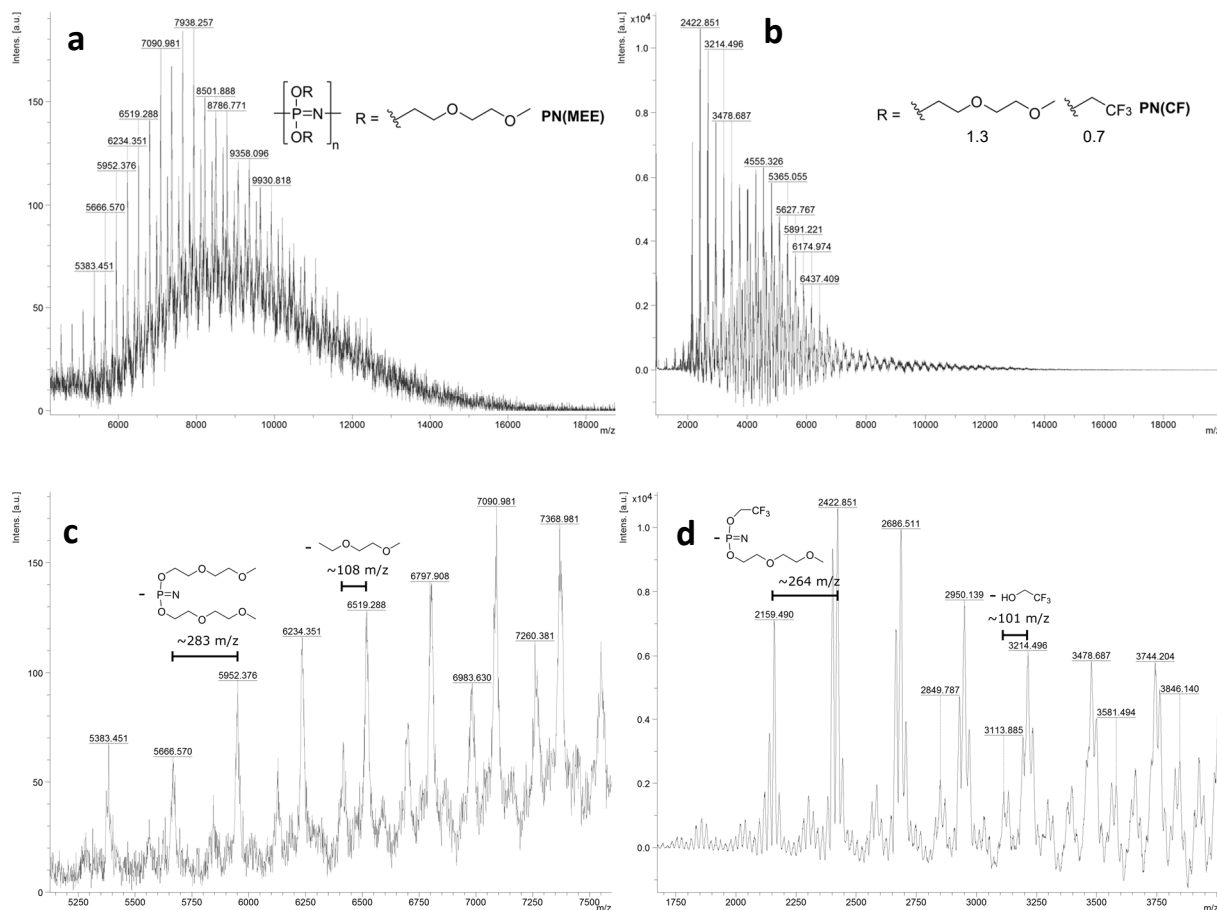 a
Intens. [a.u.]
150
100
50
0
7938.257
7090.981
8501.888
8786.771
6519.288
6234.351
9358.096
5952.376
9930.818
5666.570
5383.451
OR
P=N
OR
n
R =
O
O
PN(MEE)
6000
8000
10000
12000
14000
16000
18000
m/z
b
Intens. [a.u.]
x10⁴
1.0
0.8
0.6
0.4
0.2
0.0
2422.851
3214.496
3478.687
4555.326
5365.055
5627.767
5891.221
6174.974
6437.409
R =
O
O
CF₃
PN(CF)
1.3
0.7
2000
4000
6000
8000
10000
12000
14000
16000
18000
m/z
c
Intens. [a.u.]
150
100
50
0
7090.981
7368.981
6797.908
6519.288
6234.351
7260.381
6983.630
5952.376
5383.451
5666.570
-
O
O
O
P=N
O
O
O
~283 m/z
-
O
O
~108 m/z
5250
5500
5750
6000
6250
6500
6750
7000
7250
7500
m/z
d
Intens. [a.u.]
x10⁴
1.0
0.8
0.6
0.4
0.2
0.0
2422.851
2686.511
2950.139
2159.490
3214.496
3478.687
3744.204
2849.787
3846.140
3581.494
3113.885
O
CF₃
-
P=N
O
O
O
~264 m/z
-
HO
CF₃
~101 m/z
1750
2000
2250
2500
2750
3000
3250
3500
3750
m/z